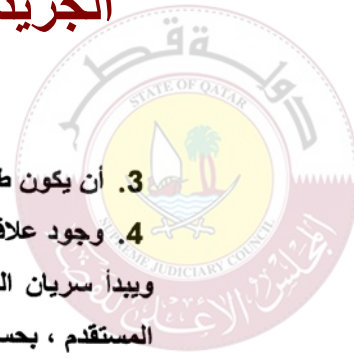 الجريد
دولة قطر
STATE OF QATAR
3. أن يكون ط
4. وجود علاق
SUPREME JUDICIARY COUNCIL
ويبدأ سريان ال
المستقدم ، بحس
المجلس الأعلى للقضاء